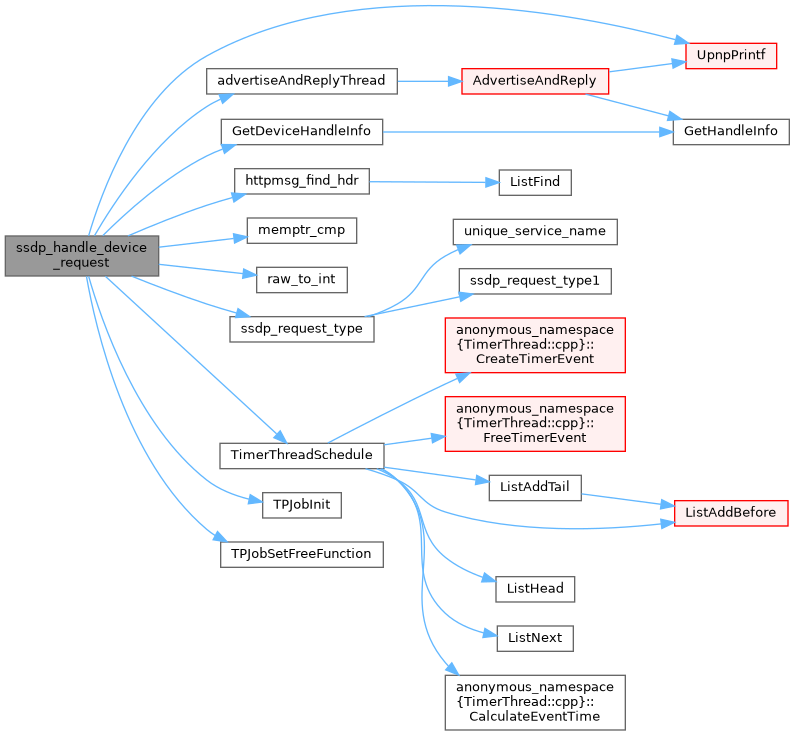 UpnpPrintf
advertiseAndReplyThread
AdvertiseAndReply
GetDeviceHandleInfo
GetHandleInfo
httpmsg_find_hdr
ListFind
memptr_cmp
unique_service_name
ssdp_handle_device
_request
raw_to_int
ssdp_request_type1
ssdp_request_type
anonymous_namespace
{TimerThread::cpp}::
CreateTimerEvent
anonymous_namespace
{TimerThread::cpp}::
FreeTimerEvent
TimerThreadSchedule
ListAddTail
TPJobInit
ListAddBefore
TPJobSetFreeFunction
ListHead
ListNext
anonymous_namespace
{TimerThread::cpp}::
CalculateEventTime